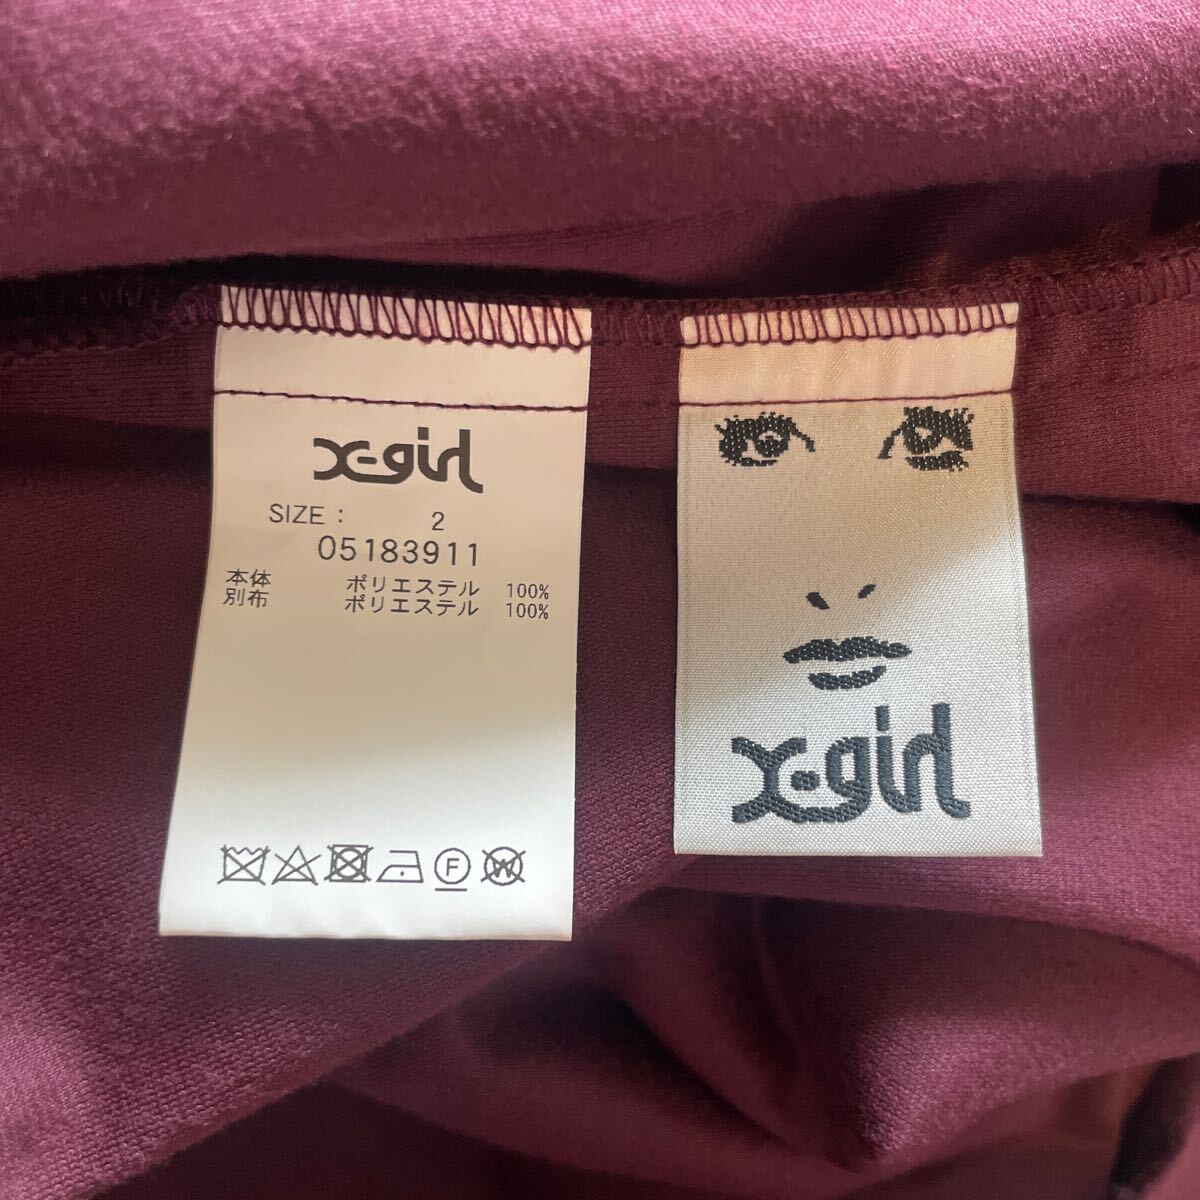 X-girl
SIZE : 2
05183911
本体 ポリエステル 100%
別布 ポリエステル 100%
F W
X-girl